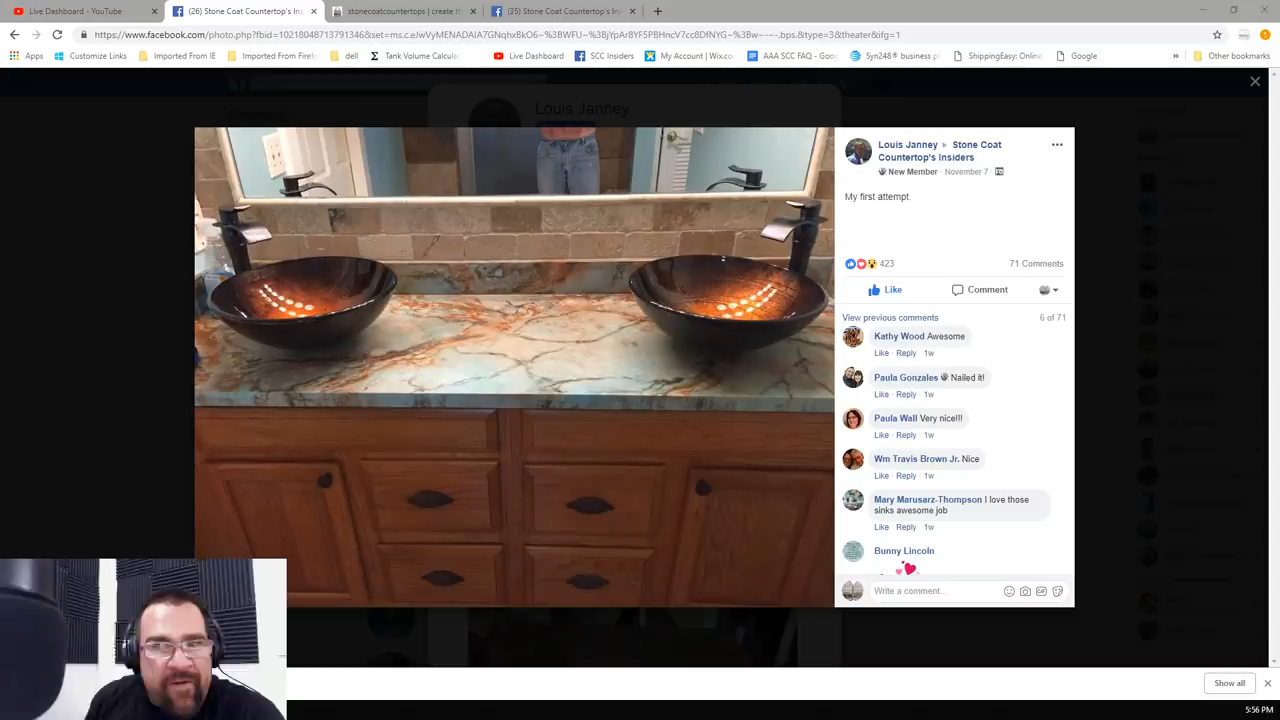 Live Dashboard - YouTube
(26) Stone Coat Countertop's Ins
stonecoatcountertops | create th
(35) Stone Coat Countertop's In
https://www.facebook.com/photo.php?fbid=10218048713791346&set=ms.c.eJwVyMENADAIA7GNqhxBkO6~%3BWFU~%3BjYpAr8YF5PBHncV7cc8DfNYG~%3Bw~-~-.bps.&type=3&theater&ifg=1
Apps Customize Links Imported From IE Imported From Firefo dell Tank Volume Calcula Live Dashboard SCC Insiders My Account | Wix.co AAA SCC FAQ - Goog Syn248® business p ShippingEasy: Online Google » Other bookmarks
Louis Janney
Louis Janney ▸ Stone Coat
Countertop's Insiders
New Member · November 7
My first attempt.
423 71 Comments
Like Comment
View previous comments 6 of 71
Kathy Wood Awesome
Like · Reply · 1w
Paula Gonzales Nailed it!
Like · Reply · 1w
Paula Wall Very nice!!!
Like · Reply · 1w
Wm Travis Brown Jr. Nice
Like · Reply · 1w
Mary Marusarz-Thompson I love those
sinks awesome job
Like · Reply · 1w
Bunny Lincoln
Write a comment...
GIF
Show all
5:56 PM